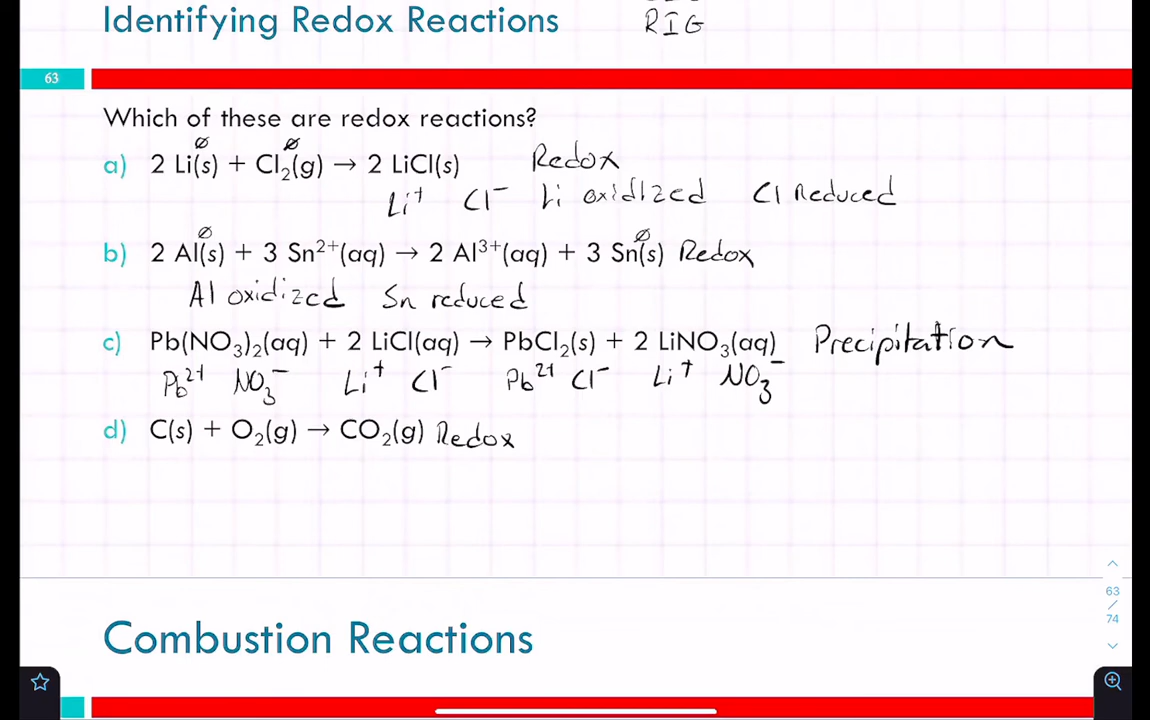 Identifying Redox Reactions RIG
63
Which of these are redox reactions?
∅ ∅
a) 2 Li(s) + Cl₂(g) → 2 LiCl(s) Redox
Li⁺ Cl⁻ Li oxidized Cl Reduced
∅ ∅
b) 2 Al(s) + 3 Sn²⁺(aq) → 2 Al³⁺(aq) + 3 Sn(s) Redox
Al oxidized Sn reduced
c) Pb(NO₃)₂(aq) + 2 LiCl(aq) → PbCl₂(s) + 2 LiNO₃(aq) Precipitation
Pb²⁺ NO₃⁻ Li⁺ Cl⁻ Pb²⁺ Cl⁻ Li⁺ NO₃⁻
d) C(s) + O₂(g) → CO₂(g) Redox
63
/
74
Combustion Reactions